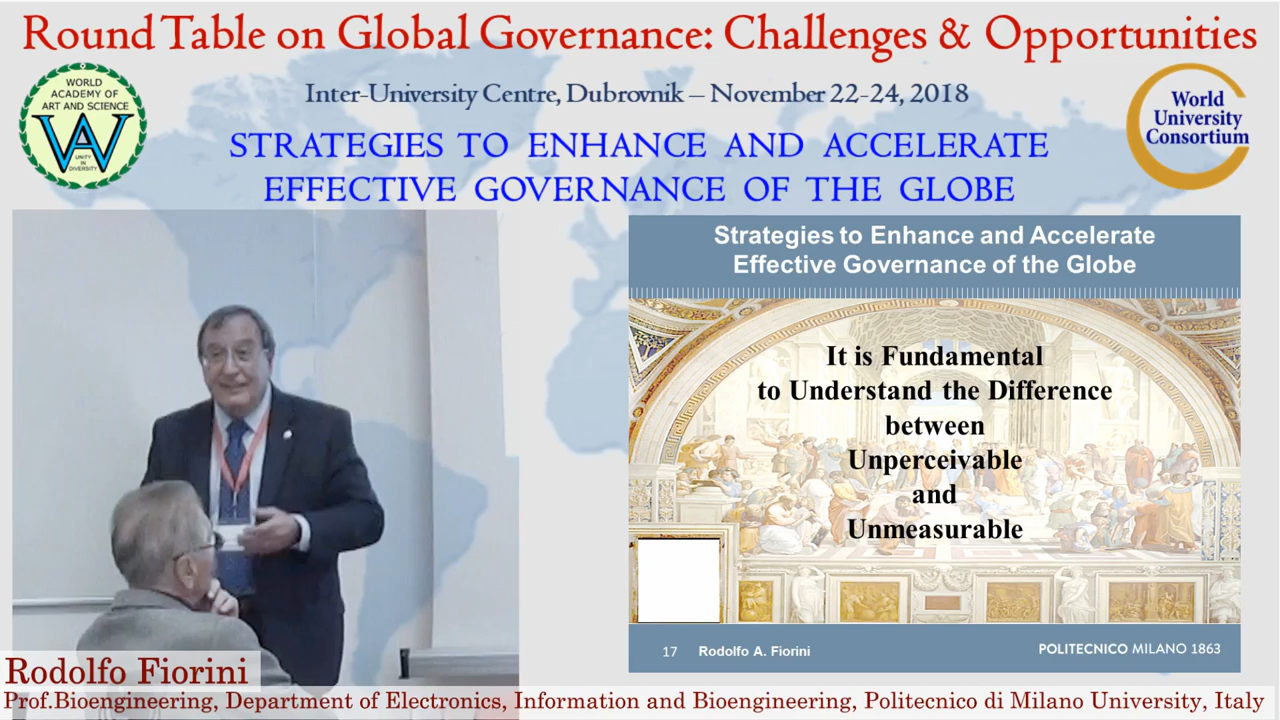 Round Table on Global Governance: Challenges & Opportunities
WORLD
ACADEMY OF
ART AND SCIENCE
WA
UNITY
IN
DIVERSITY
Inter-University Centre, Dubrovnik – November 22-24, 2018
World
University
Consortium
STRATEGIES TO ENHANCE AND ACCELERATE
EFFECTIVE GOVERNANCE OF THE GLOBE
Strategies to Enhance and Accelerate
Effective Governance of the Globe
It is Fundamental
to Understand the Difference
between
Unperceivable
and
Unmeasurable
17 Rodolfo A. Fiorini POLITECNICO MILANO 1863
Rodolfo Fiorini
Prof.Bioengineering, Department of Electronics, Information and Bioengineering, Politecnico di Milano University, Italy